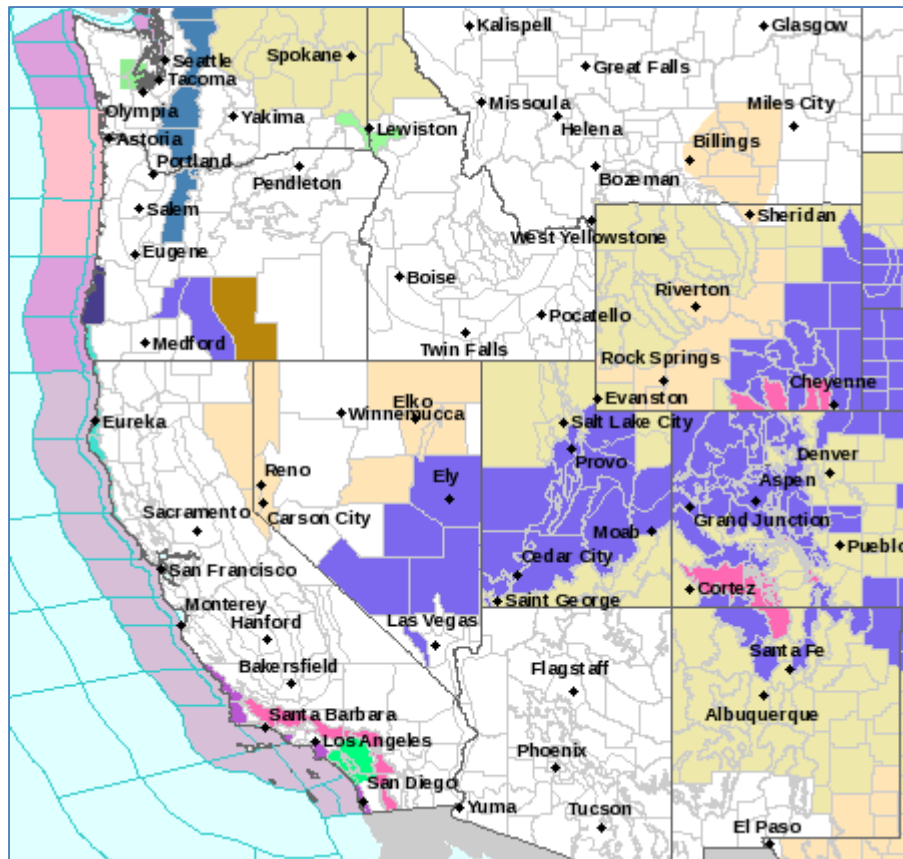 Kalispell
Glasgow
Seattle
Spokane
Great Falls
Tacoma
Missoula
Miles City
Olympia
Yakima
Helena
Lewiston
Astoria
Billings
Portland
Pendleton
Bozeman
Salem
Sheridan
West Yellowstone
Eugene
Boise
Riverton
Pocatello
Medford
Twin Falls
Rock Springs
Cheyenne
Elko
Evanston
Eureka
Winnemucca
Salt Lake City
Denver
Provo
Reno
Ely
Aspen
Sacramento
Carson City
Grand Junction
Moab
Pueblo
San Francisco
Cedar City
Cortez
Monterey
Saint George
Hanford
Las Vegas
Santa Fe
Bakersfield
Flagstaff
Albuquerque
Santa Barbara
Los Angeles
Phoenix
San Diego
Yuma
Tucson
El Paso